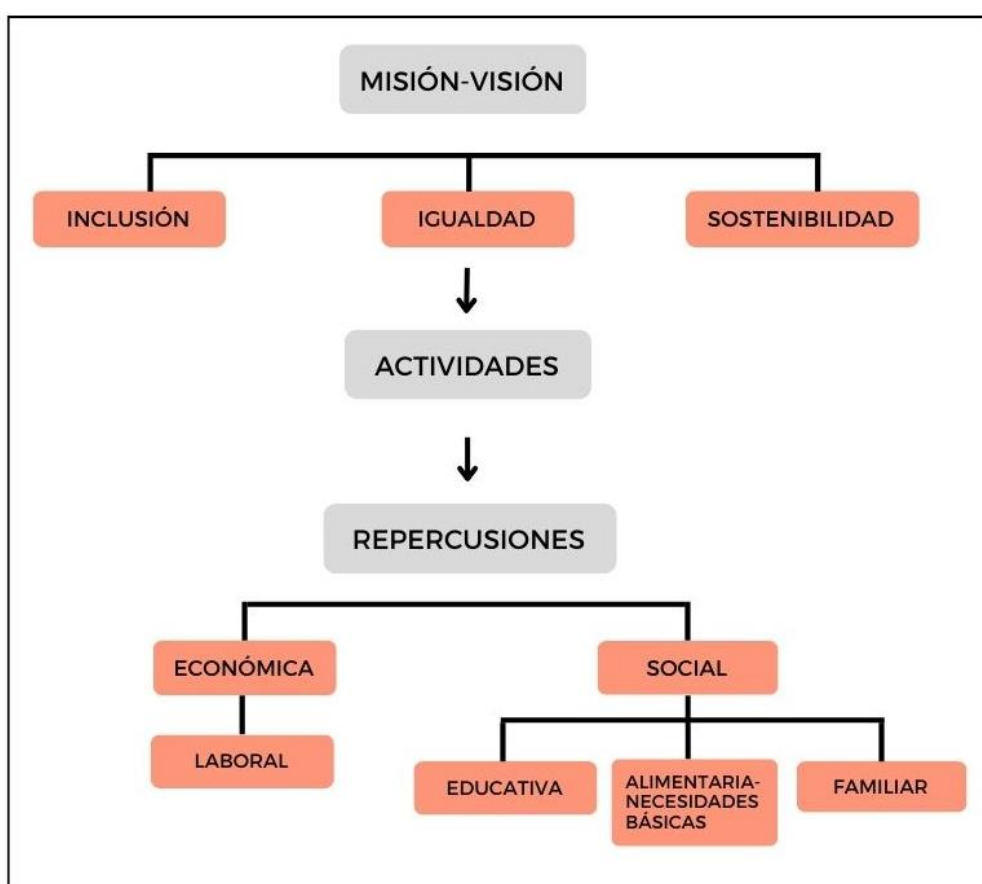 MISIÓN-VISIÓN
INCLUSIÓN
IGUALDAD
SOSTENIBILIDAD
ACTIVIDADES
REPERCUSIONES
ECONÓMICA
SOCIAL
LABORAL
EDUCATIVA
ALIMENTARIA-
NECESIDADES
BÁSICAS
FAMILIAR